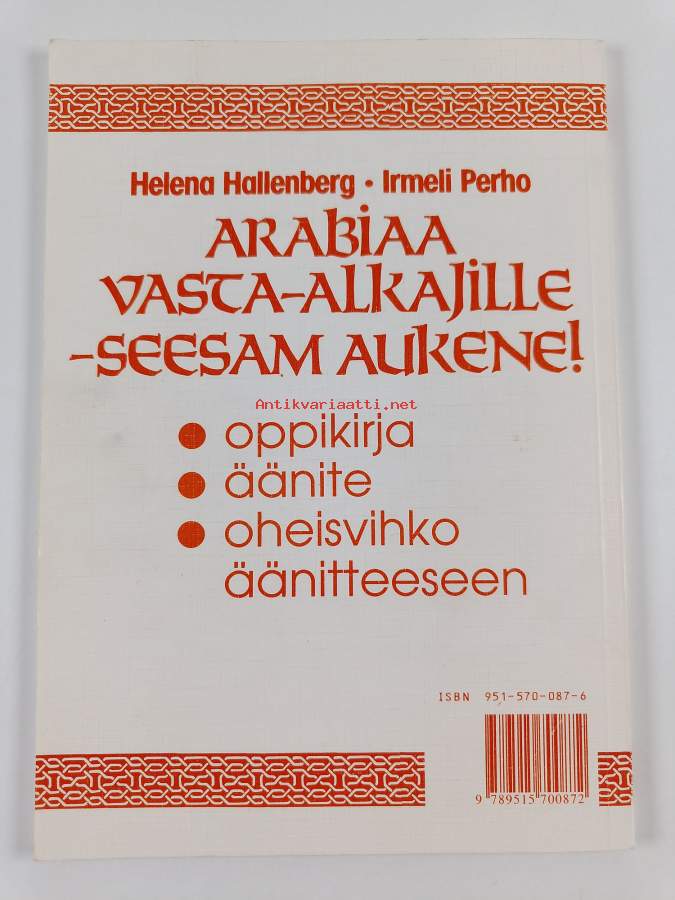 Helena Hallenberg • Irmeli Perho
ARABIAA
VASTA-ALKAJILLE
-SEESAM AUKENE!
Antikvariaatti.net
● oppikirja
● äänite
● oheisvihko
äänitteeseen
ISBN 951-570-087-6
9 789515 700872